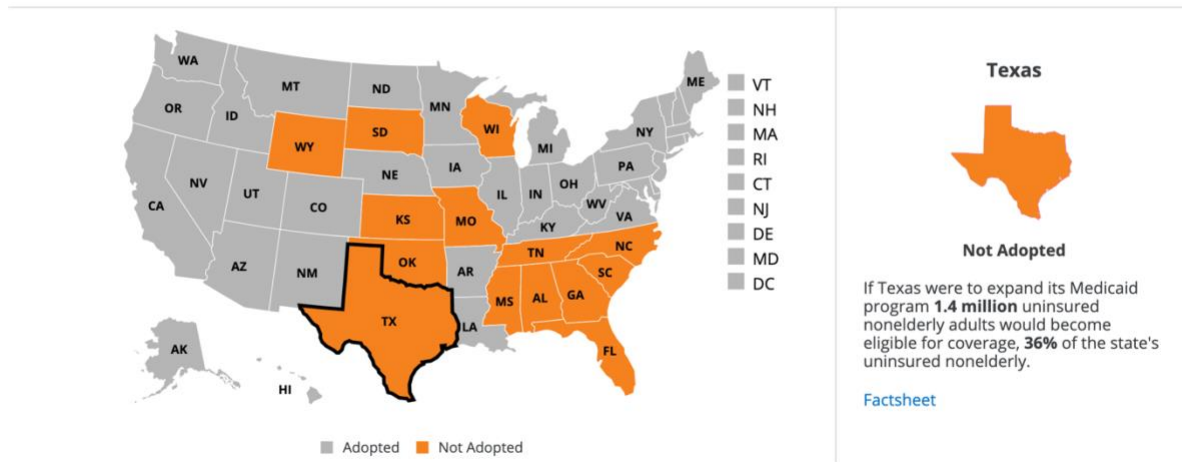 WA
MT
ND
MN
ME
OR
ID
SD
WI
NY
WY
MI
IA
PA
NE
NV
IL
IN
OH
UT
CO
WV
VA
CA
KS
MO
KY
NC
TN
AZ
NM
OK
AR
SC
MS
AL
GA
TX
LA
FL
AK
HI
VT
NH
MA
RI
CT
NJ
DE
MD
DC
Adopted Not Adopted
Texas
Not Adopted
If Texas were to expand its Medicaid
program 1.4 million uninsured
nonelderly adults would become
eligible for coverage, 36% of the state's
uninsured nonelderly.
Factsheet